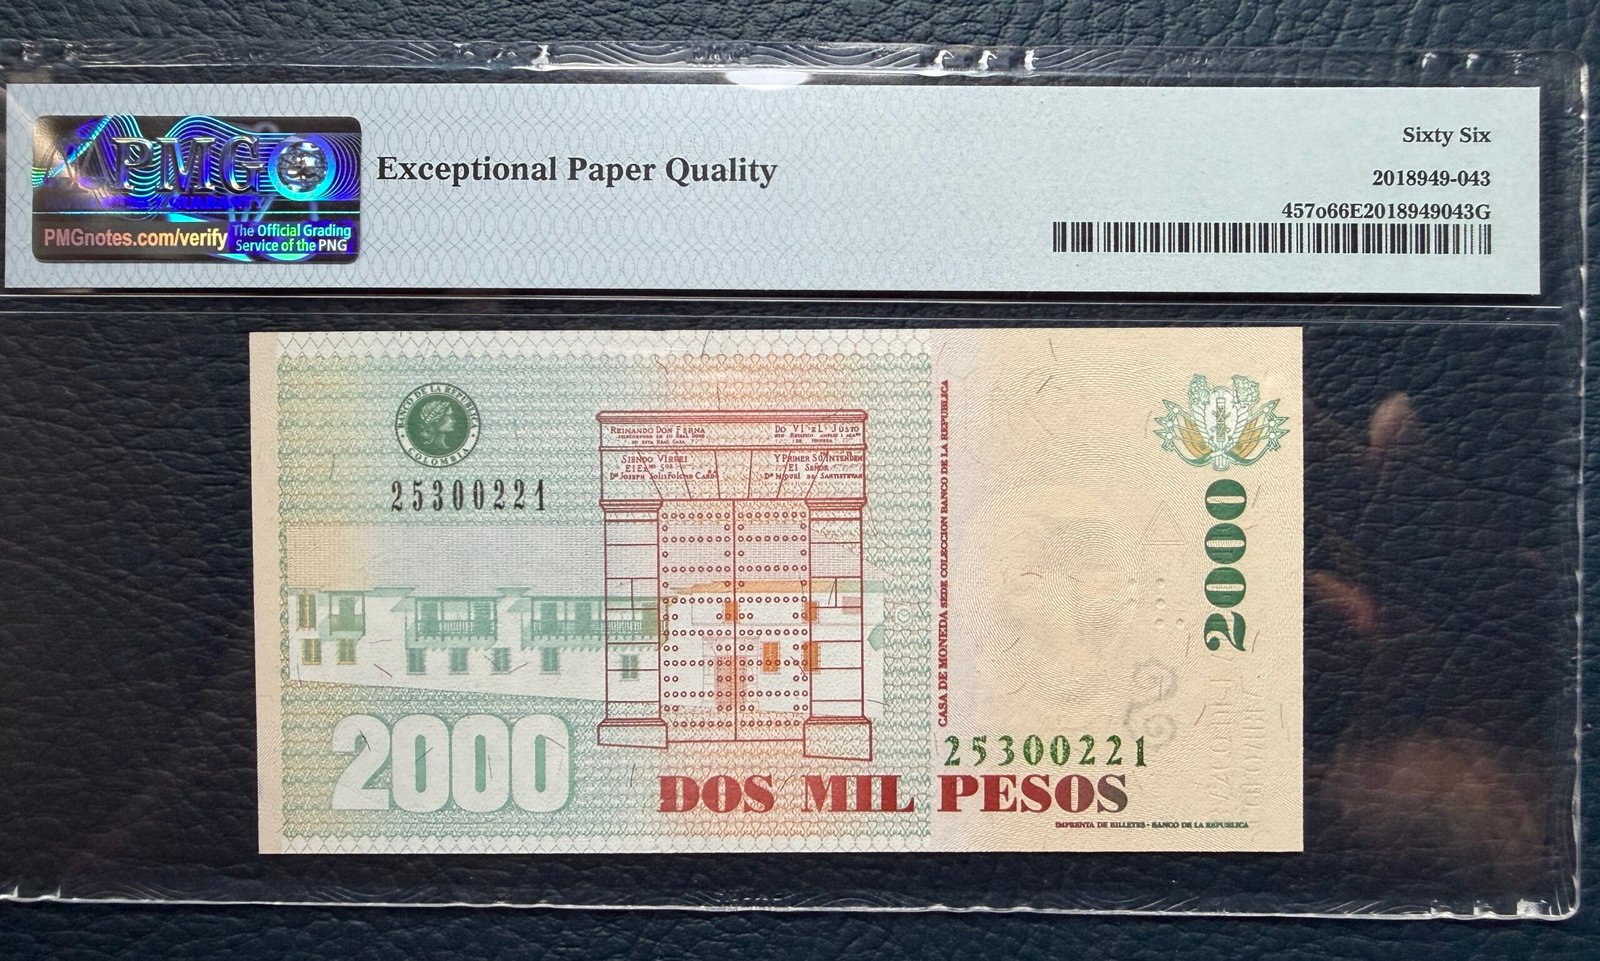 PMG
PMGnotes.com/verify
The Official Grading
Service of the PNG
Exceptional Paper Quality
Sixty Six
2018949-043
457o66E2018949043G
BANCO DE LA REPUBLICA
COLOMBIA
25300221
REINANDO DON FERNA
DO VI EL JUSTO
SIENDO VIRREI
Y PRIMER SUINTENDEN
EL SEÑOR
CASA DE MONEDA SEDE COLECCION BANCO DE LA REPUBLICA
2000
2000
25300221
DOS MIL PESOS
IMPRENTA DE BILLETES - BANCO DE LA REPUBLICA